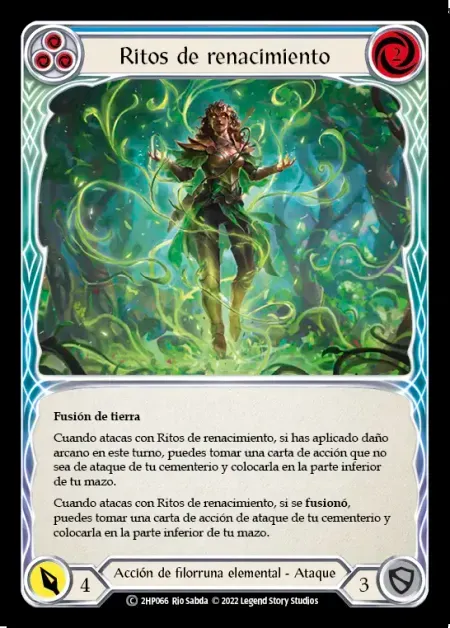 Ritos de renacimiento
2
Fusión de tierra
Cuando atacas con Ritos de renacimiento, si has aplicado daño
arcano en este turno, puedes tomar una carta de acción que no
sea de ataque de tu cementerio y colocarla en la parte inferior
de tu mazo.
Cuando atacas con Ritos de renacimiento, si se fusionó,
puedes tomar una carta de acción de ataque de tu cementerio y
colocarla en la parte inferior de tu mazo.
4
Acción de filorruna elemental - Ataque
3
C 2HP066 Rio Sabda © 2022 Legend Story Studios